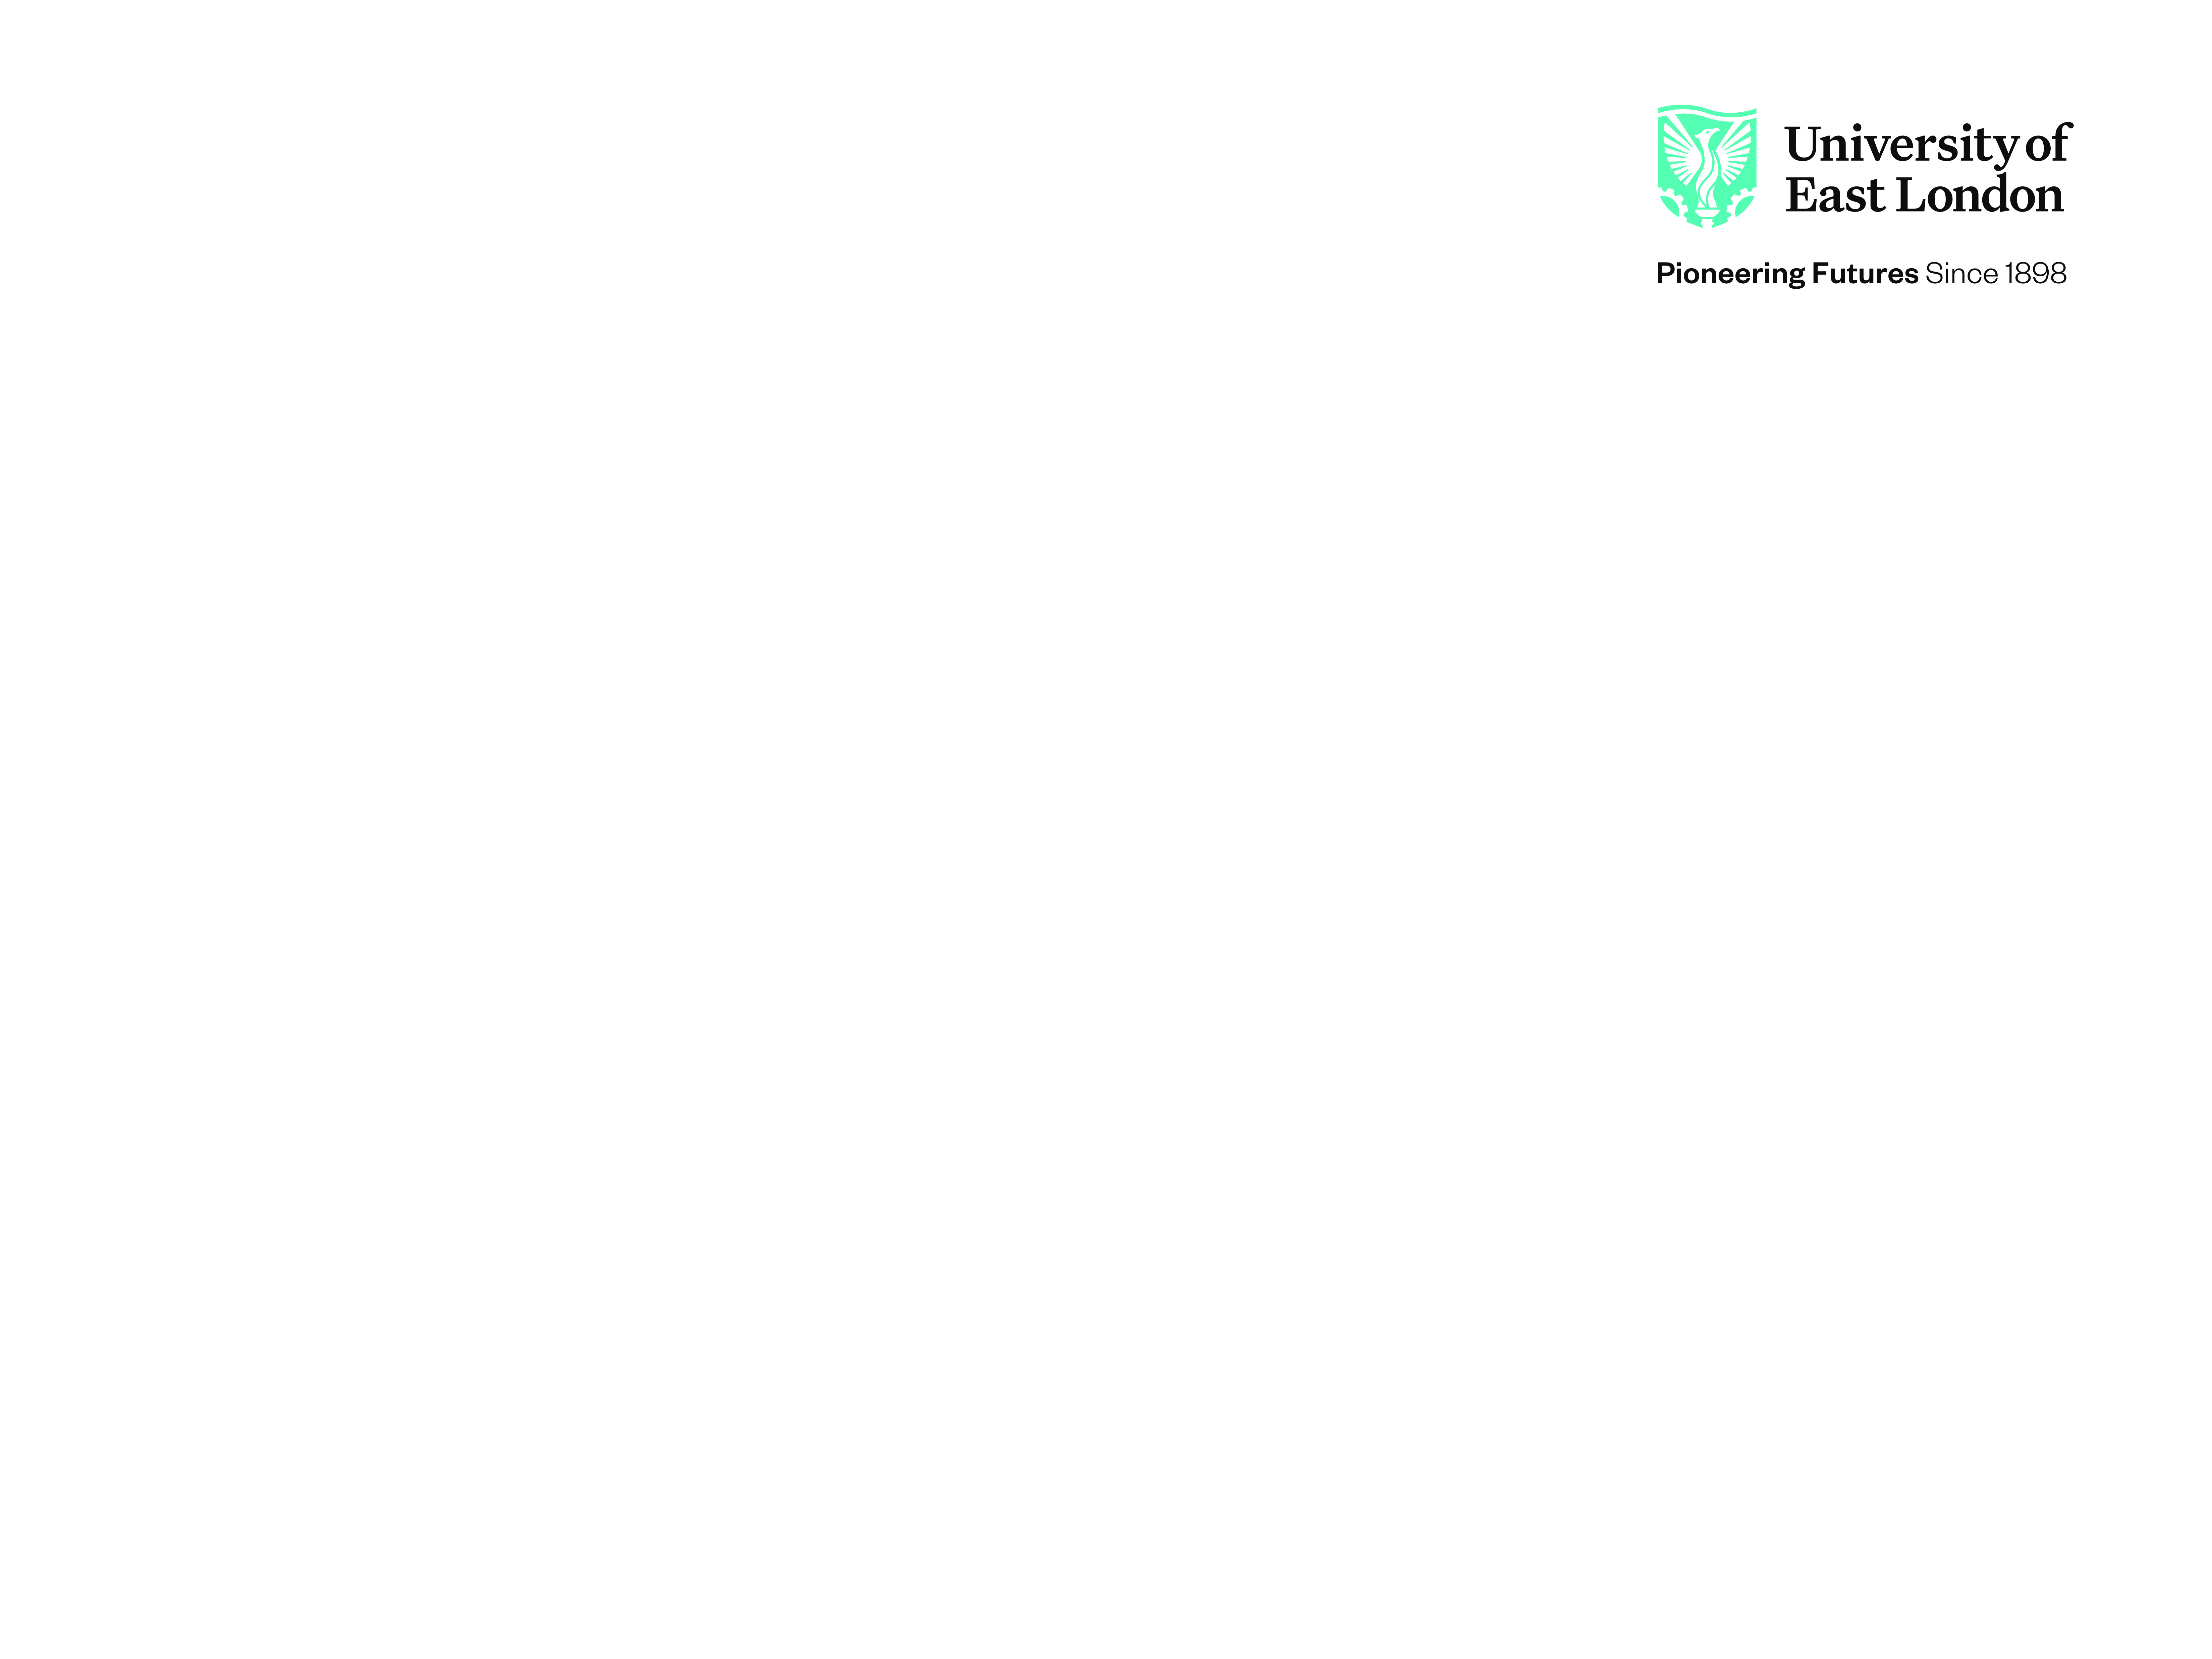 University of
East London
Pioneering Futures Since 1898